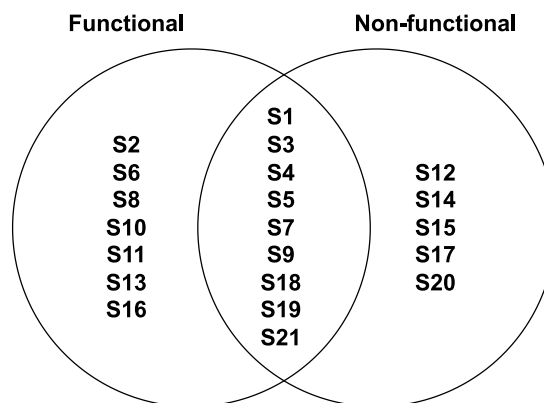 Functional
Non-functional
S2
S6
S8
S10
S11
S13
S16
S1
S3
S4
S5
S7
S9
S18
S19
S21
S12
S14
S15
S17
S20